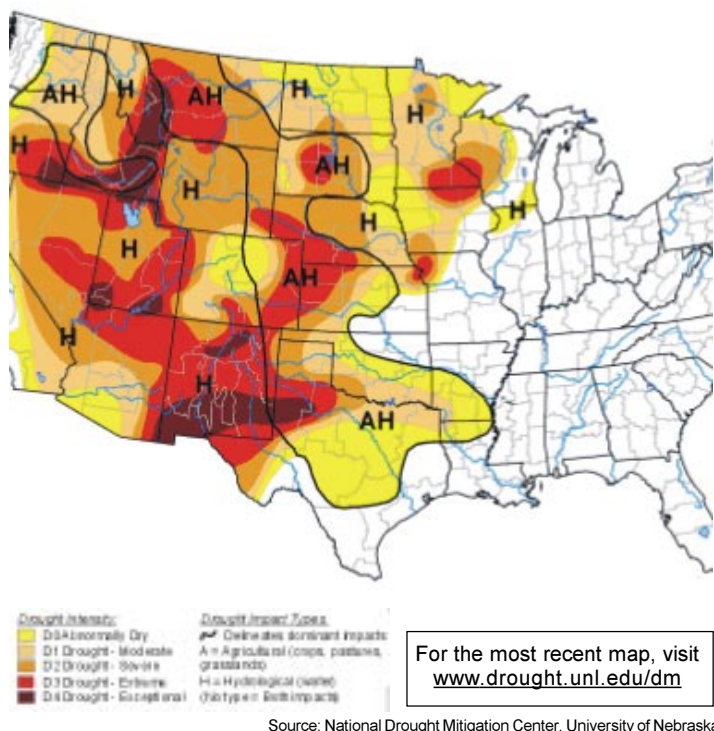 AH
H
AH
H
H
H
AH
H
H
H
H
AH
H
H
AH
Drought Intensity:
D0 Abnormally Dry
D1 Drought - Moderate
D2 Drought - Severe
D3 Drought - Extreme
D4 Drought - Exceptional
Drought Impact Types:
Delineates dominant impacts
A = Agricultural (crops, pastures,
grasslands)
H = Hydrological (water)
(No type = Both impacts)
For the most recent map, visit
www.drought.unl.edu/dm
Source: National Drought Mitigation Center, University of Nebraska